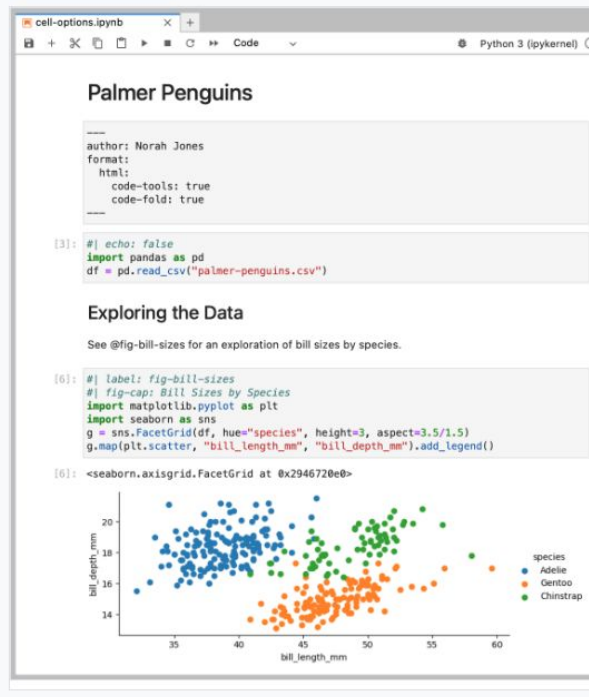 cell-options.ipynb
Code
Python 3 (ipykernel)
Palmer Penguins
---
author: Norah Jones
format:
  html:
    code-tools: true
    code-fold: true
---
[3]: #| echo: false
import pandas as pd
df = pd.read_csv("palmer-penguins.csv")
Exploring the Data
See @fig-bill-sizes for an exploration of bill sizes by species.
[6]: #| label: fig-bill-sizes
#| fig-cap: Bill Sizes by Species
import matplotlib.pyplot as plt
import seaborn as sns
g = sns.FacetGrid(df, hue="species", height=3, aspect=3.5/1.5)
g.map(plt.scatter, "bill_length_mm", "bill_depth_mm").add_legend()
[6]: <seaborn.axisgrid.FacetGrid at 0x2946720e0>
bill_depth_mm
20
18
16
14
species
Adelie
Gentoo
Chinstrap
35 40 45 50 55 60
bill_length_mm